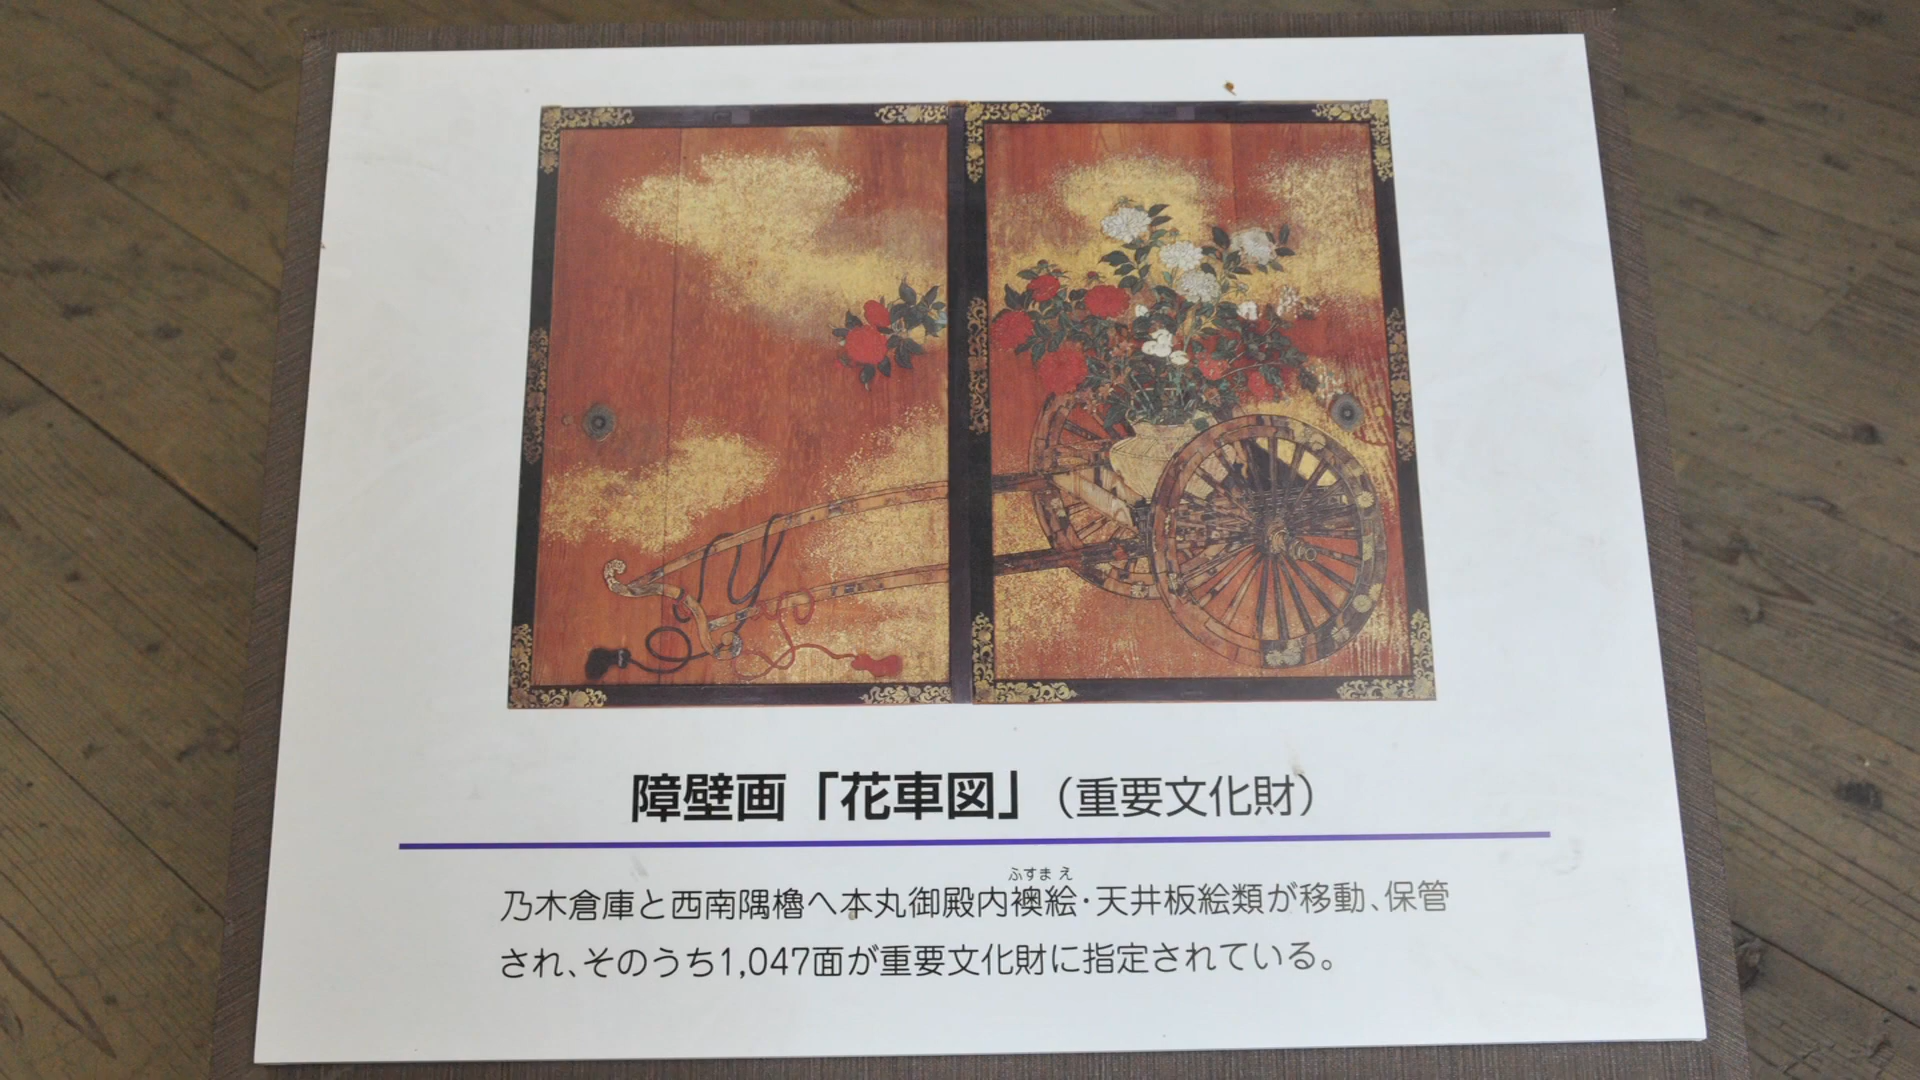 障壁画「花車図」(重要文化財)
ふすまえ
乃木倉庫と西南隅櫓へ本丸御殿内襖絵・天井板絵類が移動、保管
され、そのうち1,047面が重要文化財に指定されている。